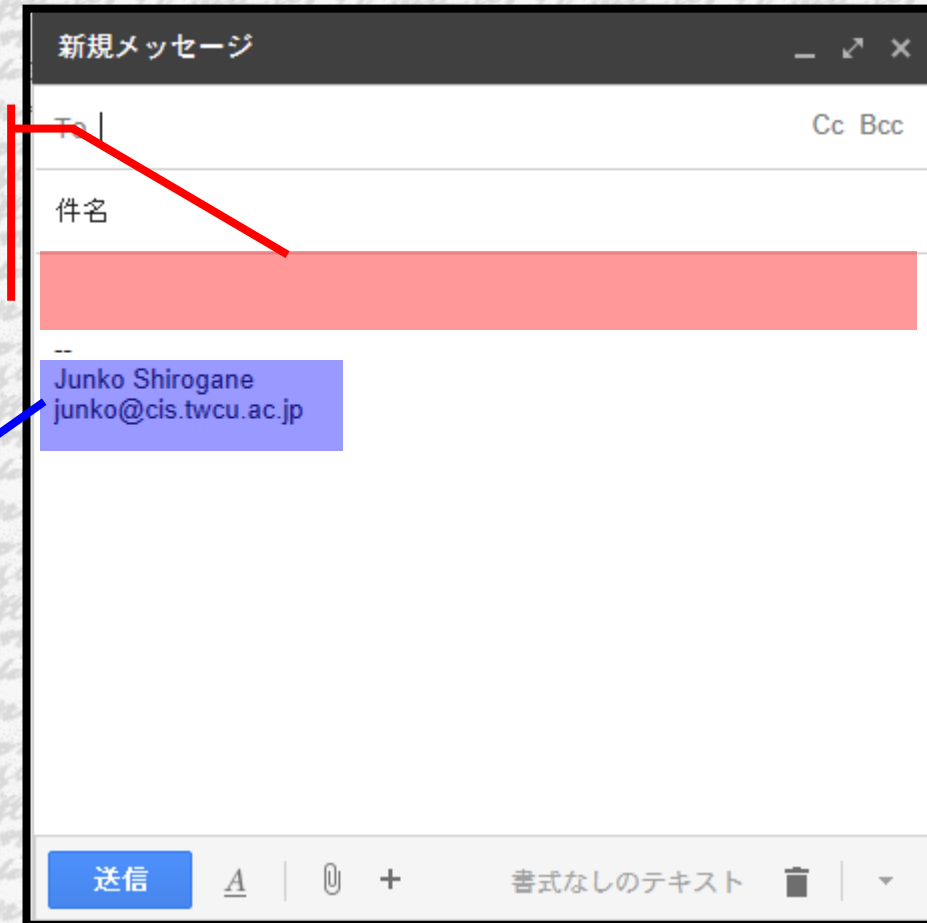 新規メッセージ
To Cc Bcc
件名
--
Junko Shirogane
junko@cis.twcu.ac.jp
送信 A 書式なしのテキスト